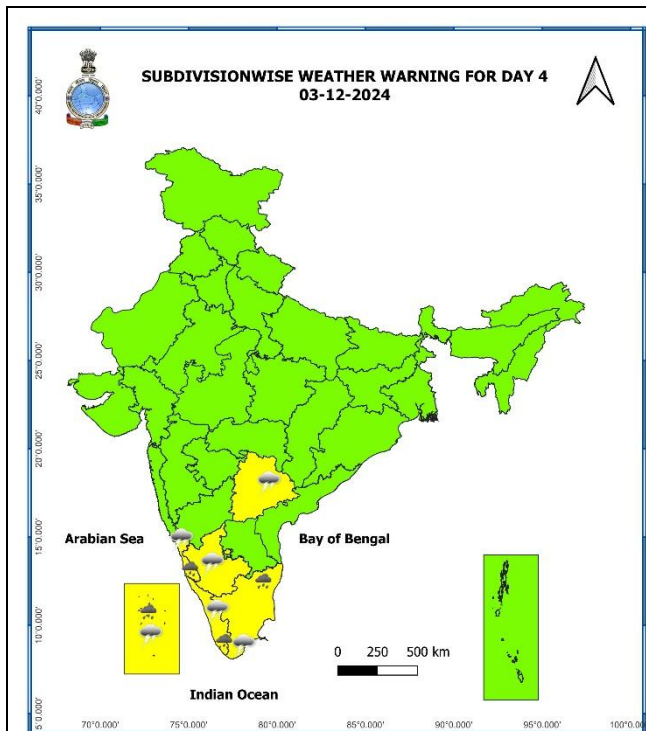 SUBDIVISIONWISE WEATHER WARNING FOR DAY 4
03-12-2024
40°0.000'
35°0.000'
30°0.000'
25°0.000'
20°0.000'
15°0.000'
10°0.000'
5°0.000'
Arabian Sea
Bay of Bengal
0 250 500 km
Indian Ocean
70°0.000' 75°0.000' 80°0.000' 85°0.000' 90°0.000' 95°0.000' 100°0.000'